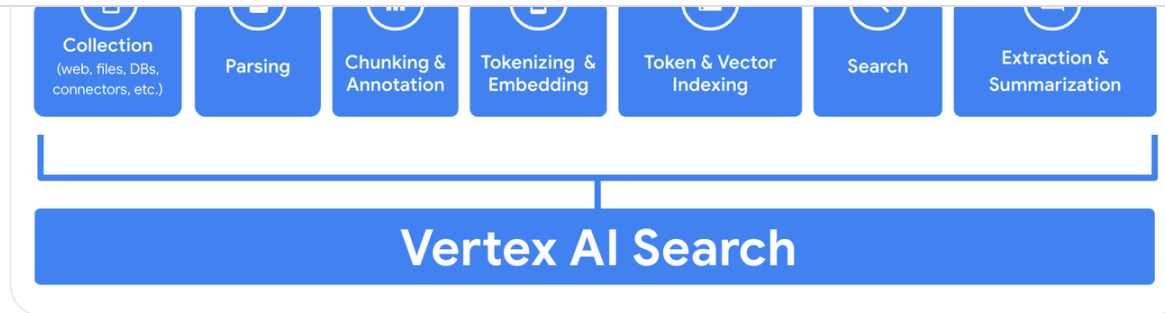 Collection
(web, files, DBs,
connectors, etc.)
Parsing
Chunking &
Annotation
Tokenizing &
Embedding
Token & Vector
Indexing
Search
Extraction &
Summarization
Vertex AI Search